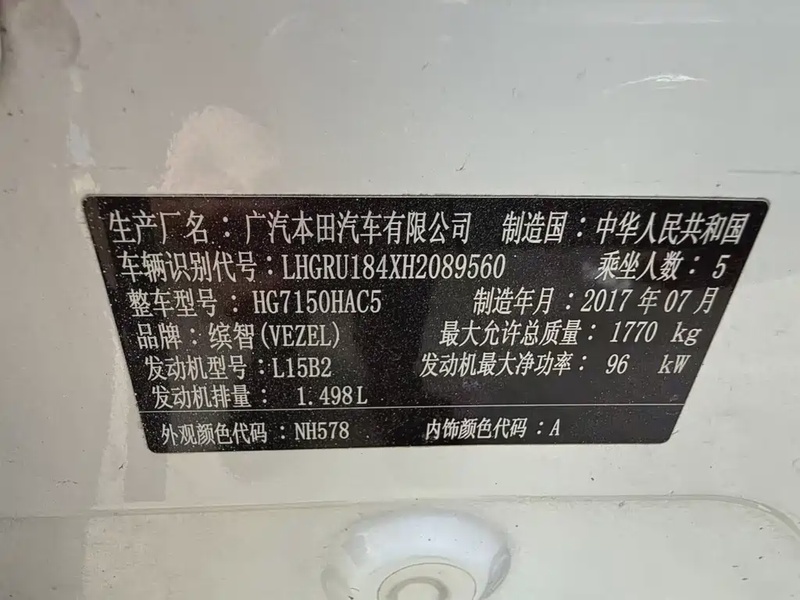 生产厂名：广汽本田汽车有限公司 制造国：中华人民共和国
车辆识别代号：LHGRU184XH2089560 乘坐人数：5
整车型号：HG7150HAC5 制造年月：2017年07月
品牌：缤智(VEZEL) 最大允许总质量：1770 kg
发动机型号：L15B2 发动机最大净功率：96 kW
发动机排量：1.498L
外观颜色代码：NH578 内饰颜色代码：A